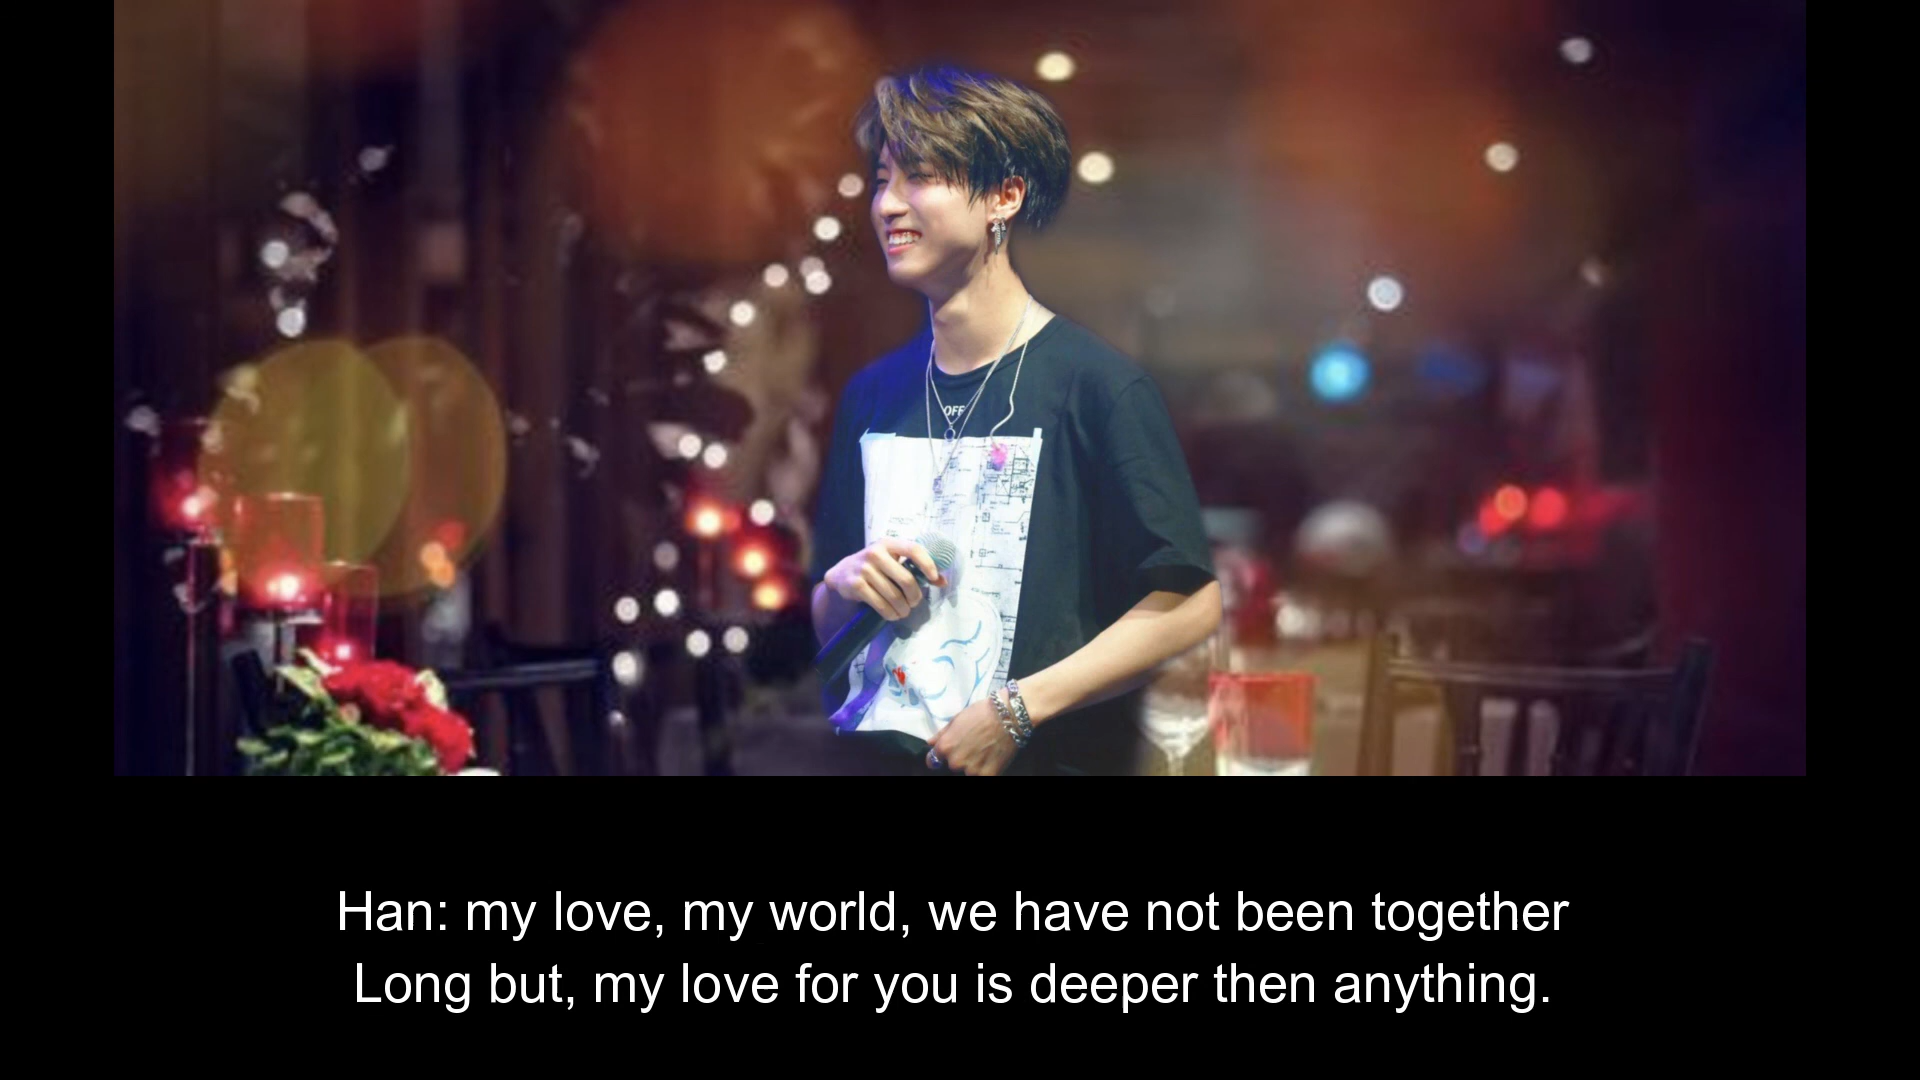 OFF
Han: my love, my world, we have not been together
Long but, my love for you is deeper then anything.